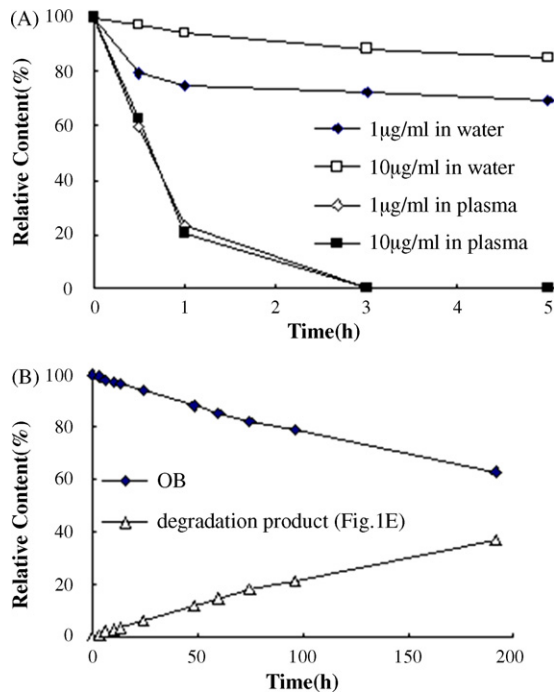 (A)
100
80
60
40
20
0
Relative Content(%)
1µg/ml in water
10µg/ml in water
1µg/ml in plasma
10µg/ml in plasma
0 1 2 3 4 5
Time(h)
(B)
100
80
60
40
20
0
Relative Content(%)
OB
degradation product (Fig.1E)
0 50 100 150 200
Time(h)